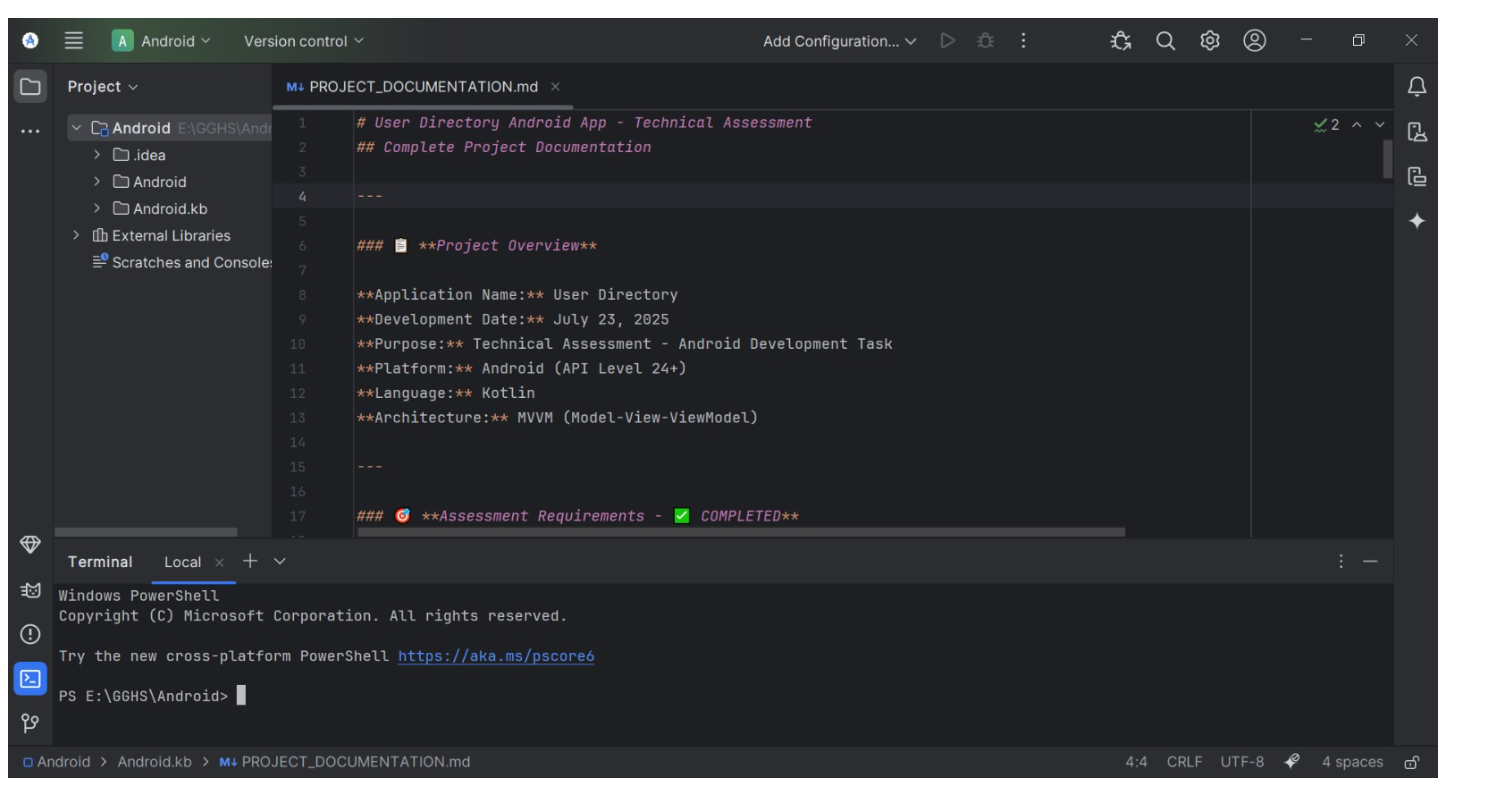 A Android Version control Add Configuration...
Project
PROJECT_DOCUMENTATION.md
Android E:\GGHS\Andr
.idea
Android
Android.kb
External Libraries
Scratches and Console
1 # User Directory Android App - Technical Assessment
2 ## Complete Project Documentation
3
4 ---
5
6 ### 📋 **Project Overview**
7
8 **Application Name:** User Directory
9 **Development Date:** July 23, 2025
10 **Purpose:** Technical Assessment - Android Development Task
11 **Platform:** Android (API Level 24+)
12 **Language:** Kotlin
13 **Architecture:** MVVM (Model-View-ViewModel)
14
15 ---
16
17 ### 🎯 **Assessment Requirements - ✅ COMPLETED**
2
Terminal Local
Windows PowerShell
Copyright (C) Microsoft Corporation. All rights reserved.
Try the new cross-platform PowerShell https://aka.ms/pscore6
PS E:\GGHS\Android>
Android > Android.kb > M↓ PROJECT_DOCUMENTATION.md 4:4 CRLF UTF-8 4 spaces